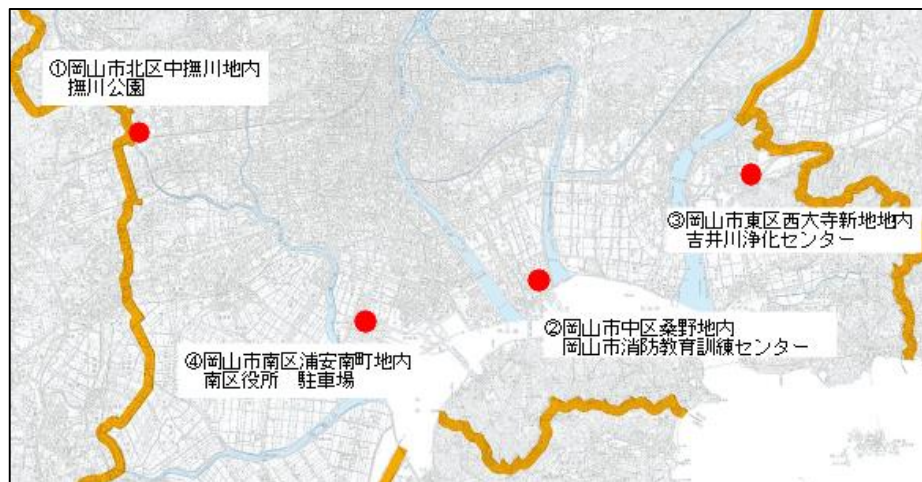 ①岡山市北区中撫川地内
撫川公園
③岡山市東区西大寺新地地内
吉井川浄化センター
②岡山市中区桑野地内
岡山市消防教育訓練センター
④岡山市南区浦安南町地内
南区役所　駐車場